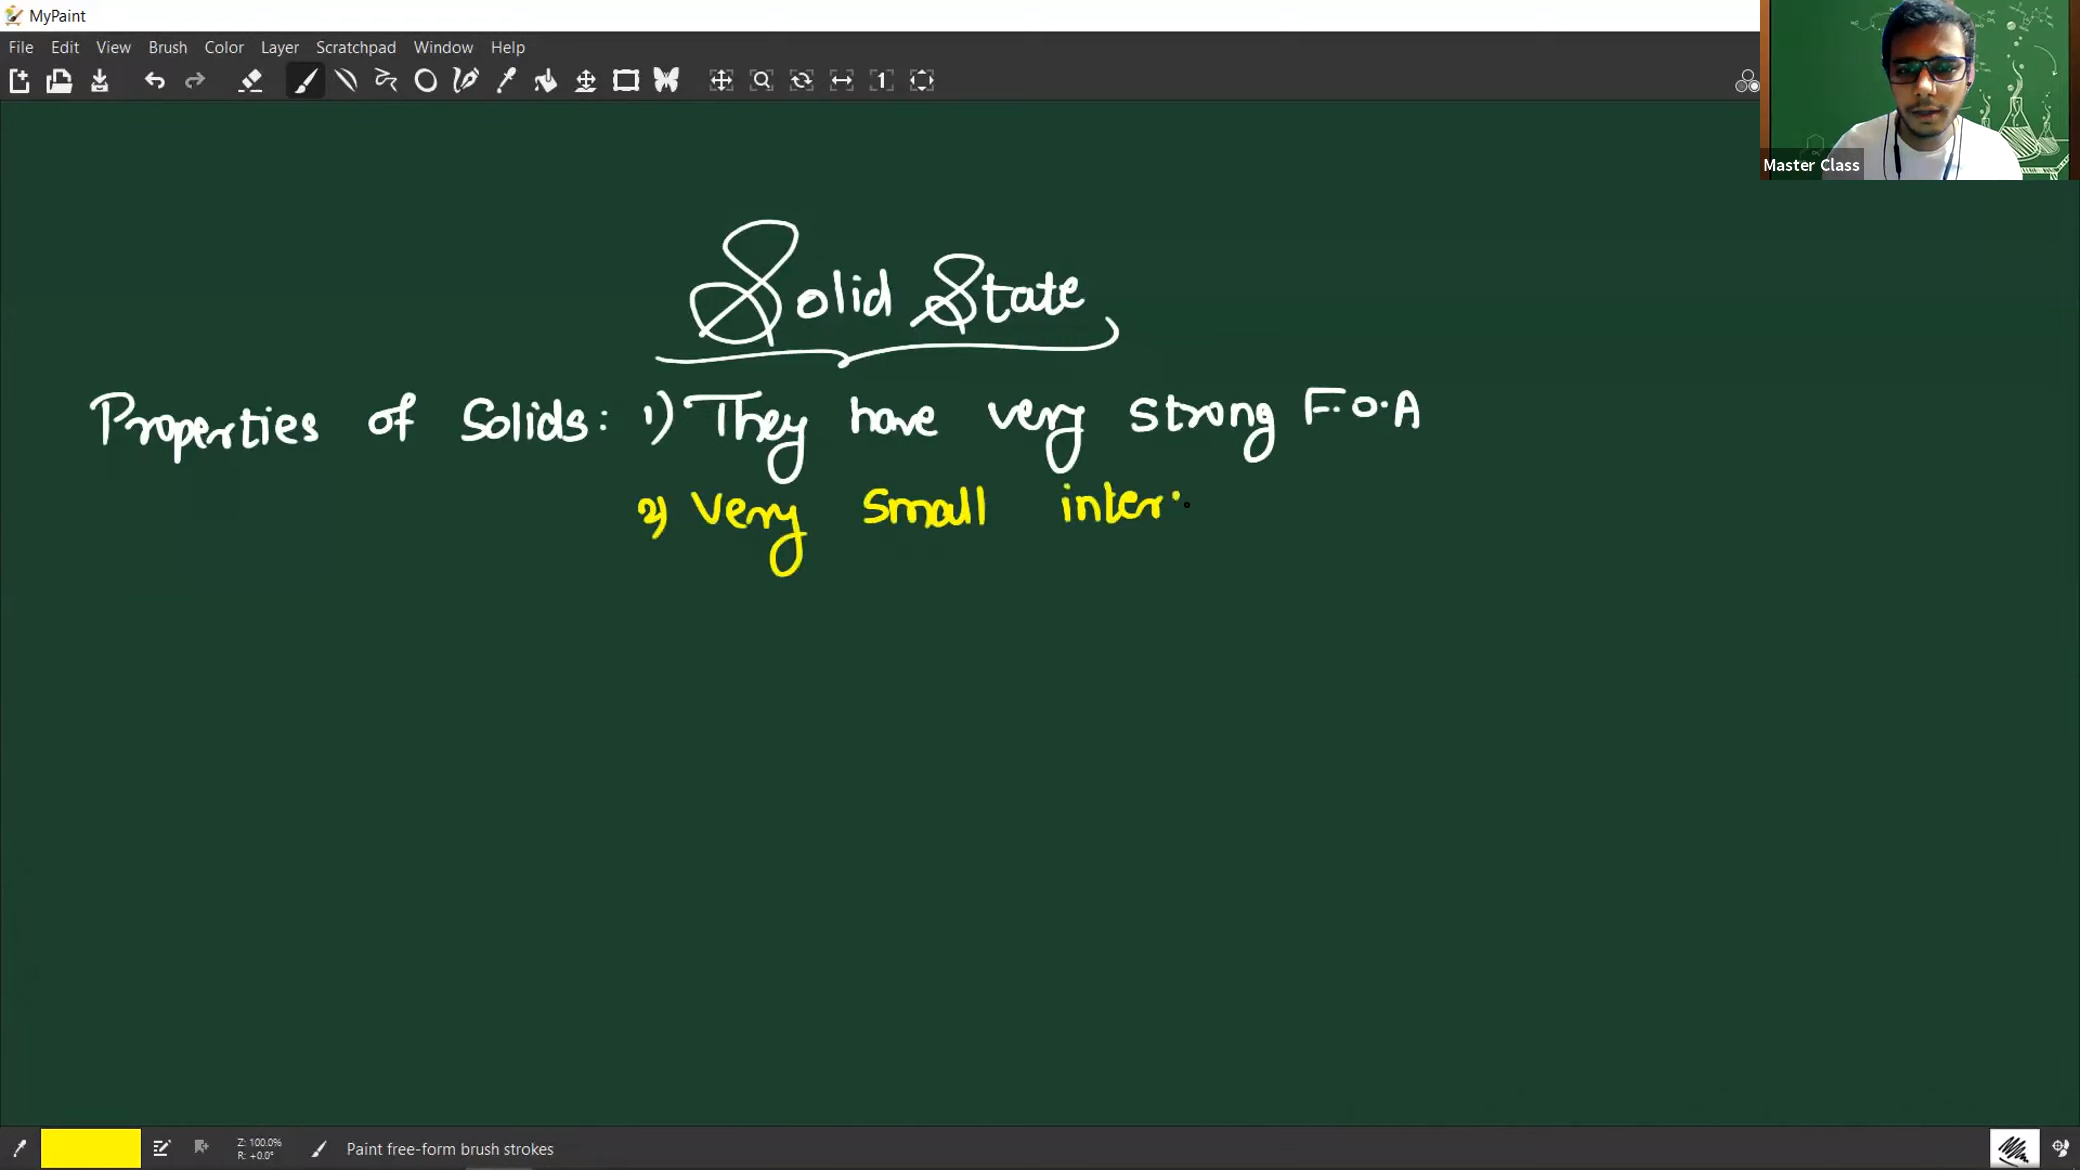 MyPaint
File Edit View Brush Color Layer Scratchpad Window Help
Master Class
Solid State
Properties of Solids: 1) They have very strong F.O.A
2) Very small inter
Z: 100.0%
R: +0.0°
Paint free-form brush strokes